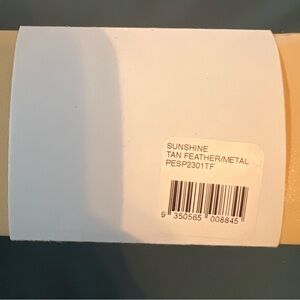 SUNSHINE
TAN FEATHER/METAL
PESP2301TF
9 350565 008845